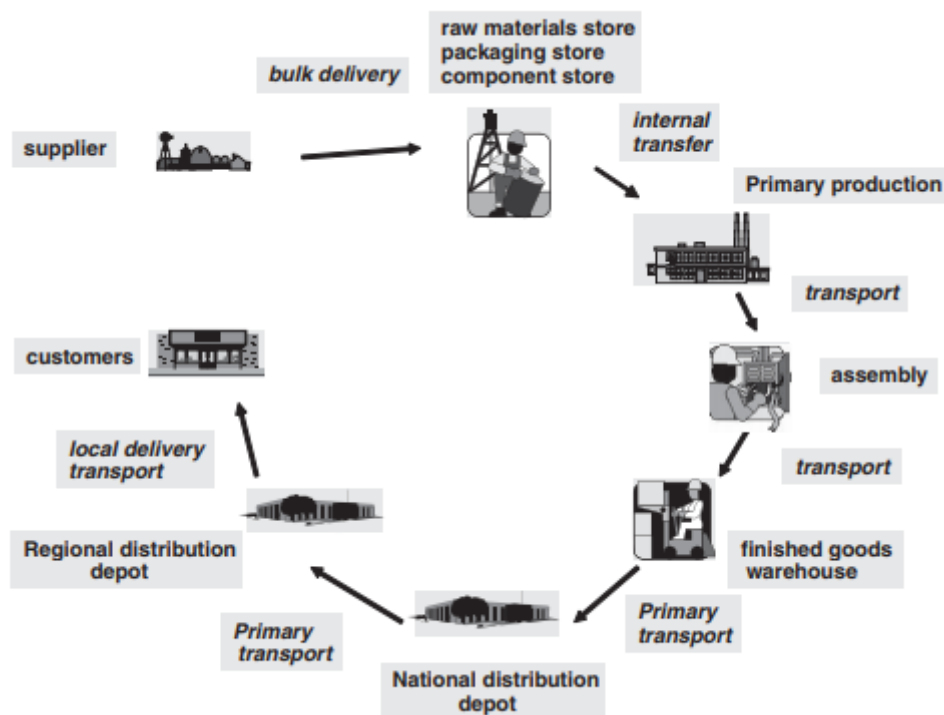 raw materials store
packaging store
component store
bulk delivery
internal
transfer
supplier
Primary production
transport
customers
assembly
local delivery
transport
transport
Regional distribution
depot
finished goods
warehouse
Primary
transport
Primary
transport
National distribution
depot